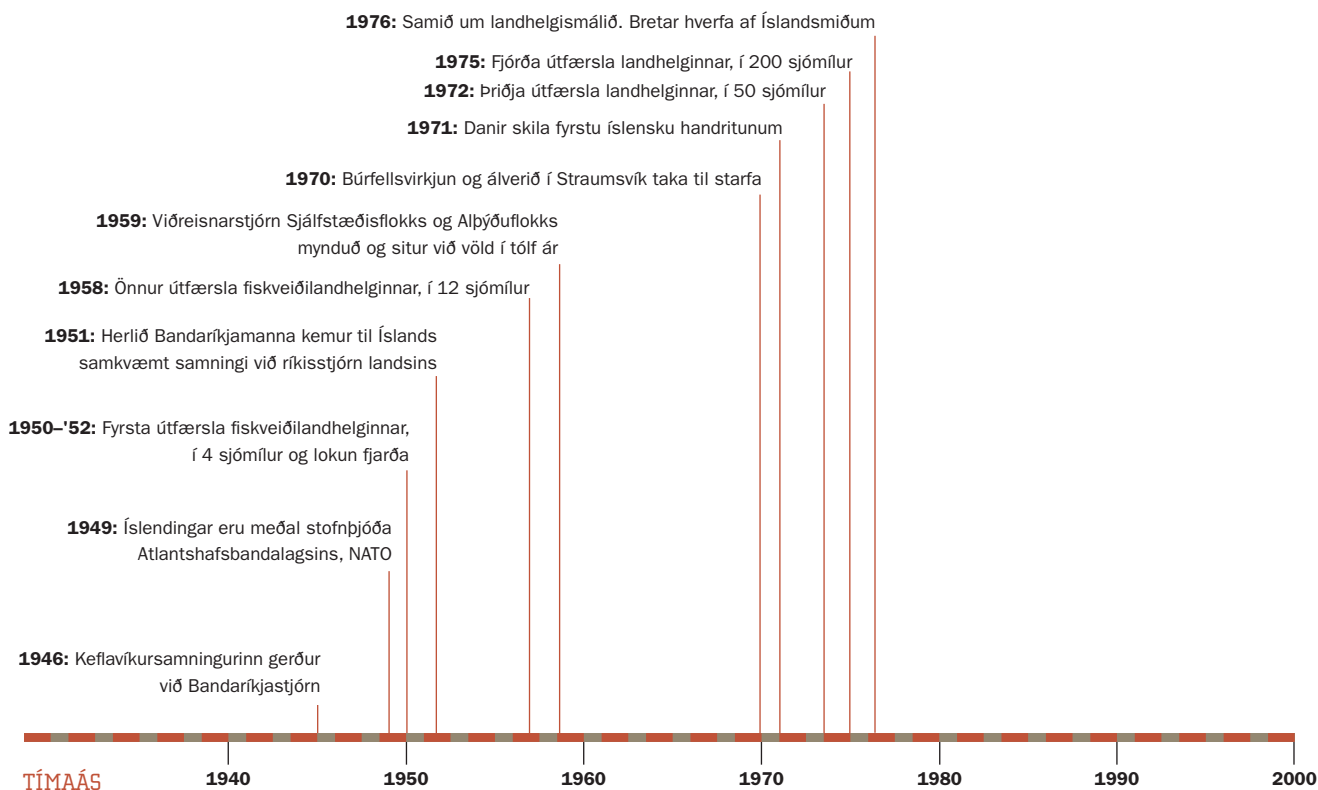 1976: Samið um landhelgismálið. Bretar hverfa af Íslandsmiðum
1975: Fjórða útfærsla landhelginnar, í 200 sjómílur
1972: Þriðja útfærsla landhelginnar, í 50 sjómílur
1971: Danir skila fyrstu íslensku handritunum
1970: Búrfellsvirkjun og álverið í Straumsvík taka til starfa
1959: Viðreisnarstjórn Sjálfstæðisflokks og Alþýðuflokks
mynduð og situr við völd í tólf ár
1958: Önnur útfærsla fiskveiðilandhelginnar, í 12 sjómílur
1951: Herlið Bandaríkjamanna kemur til Íslands
samkvæmt samningi við ríkisstjórn landsins
1950–'52: Fyrsta útfærsla fiskveiðilandhelginnar,
í 4 sjómílur og lokun fjarða
1949: Íslendingar eru meðal stofnþjóða
Atlantshafsbandalagsins, NATO
1946: Keflavíkursamningurinn gerður
við Bandaríkjastjórn
TÍMAÁS 1940 1950 1960 1970 1980 1990 2000